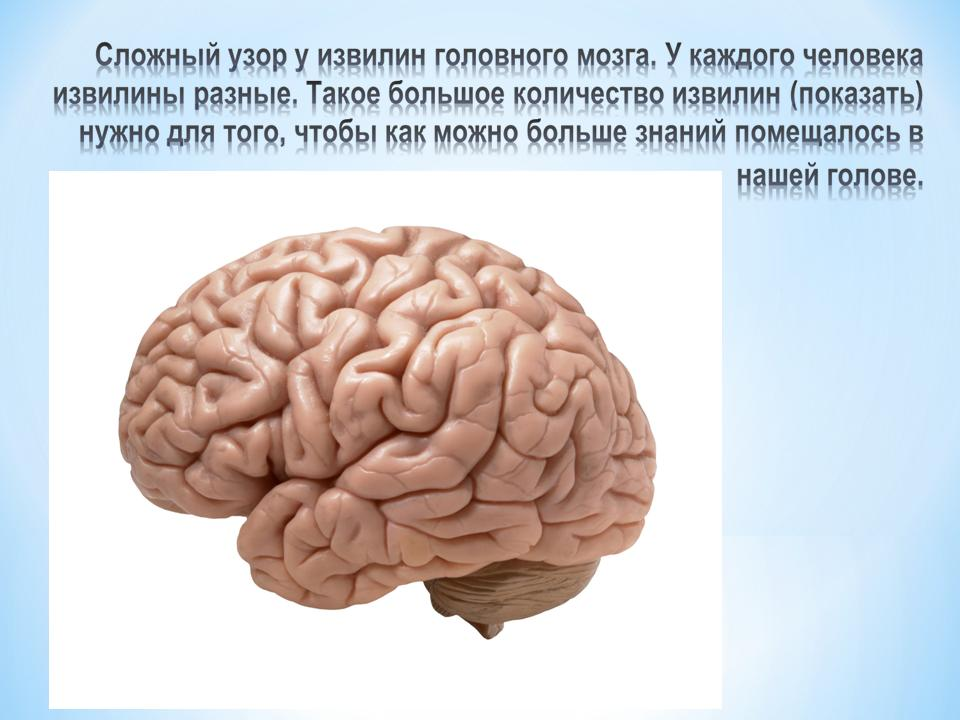 Сложный узор у извилин головного мозга. У каждого человека
извилины разные. Такое большое количество извилин (показать)
нужно для того, чтобы как можно больше знаний помещалось в
нашей голове.